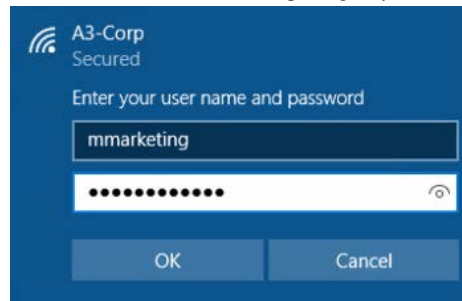 A3-Corp
Secured
Enter your user name and password
mmarketing
••••••••••••
OK
Cancel